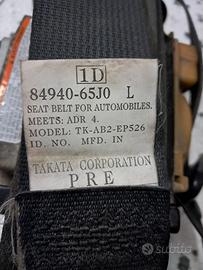 1D
84940-65J0 L
SEAT BELT FOR AUTOMOBILES.
MEETS: ADR 4.
MODEL: TK-AB2-EP526
ID. NO. MFD. IN
TAKATA CORPORATION
PRE
subito